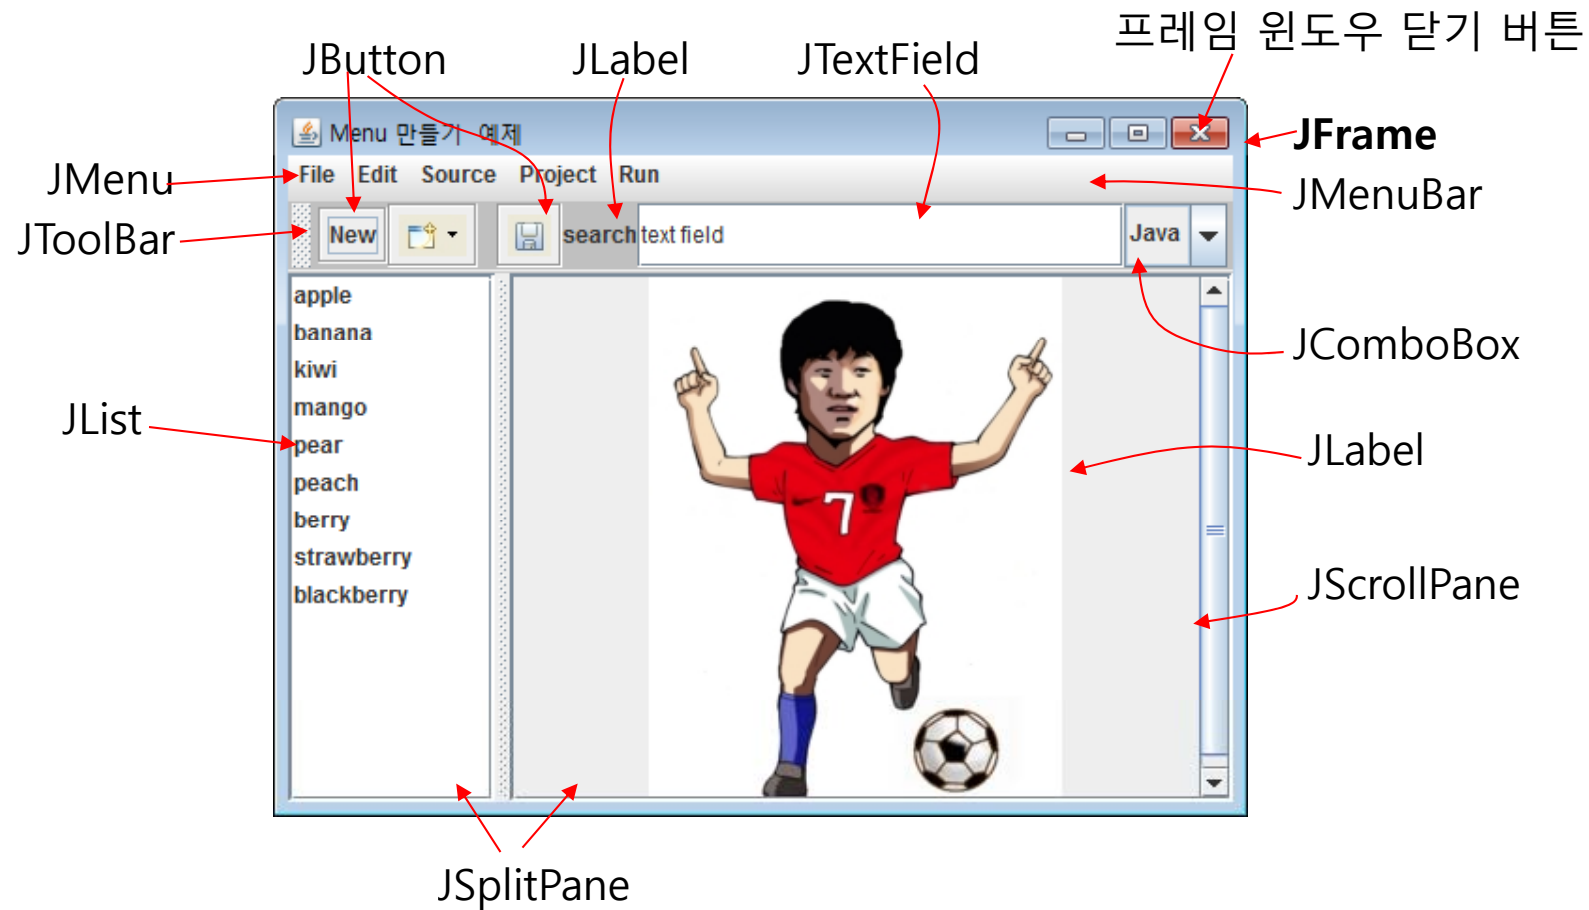 프레임 윈도우 닫기 버튼
JButton
JLabel
JTextField
Menu 만들기 예제
JFrame
JMenu
File Edit Source Project Run
JMenuBar
JToolBar
New
search
text field
Java
apple
banana
kiwi
mango
pear
peach
berry
strawberry
blackberry
JComboBox
JList
7
JLabel
JScrollPane
JSplitPane